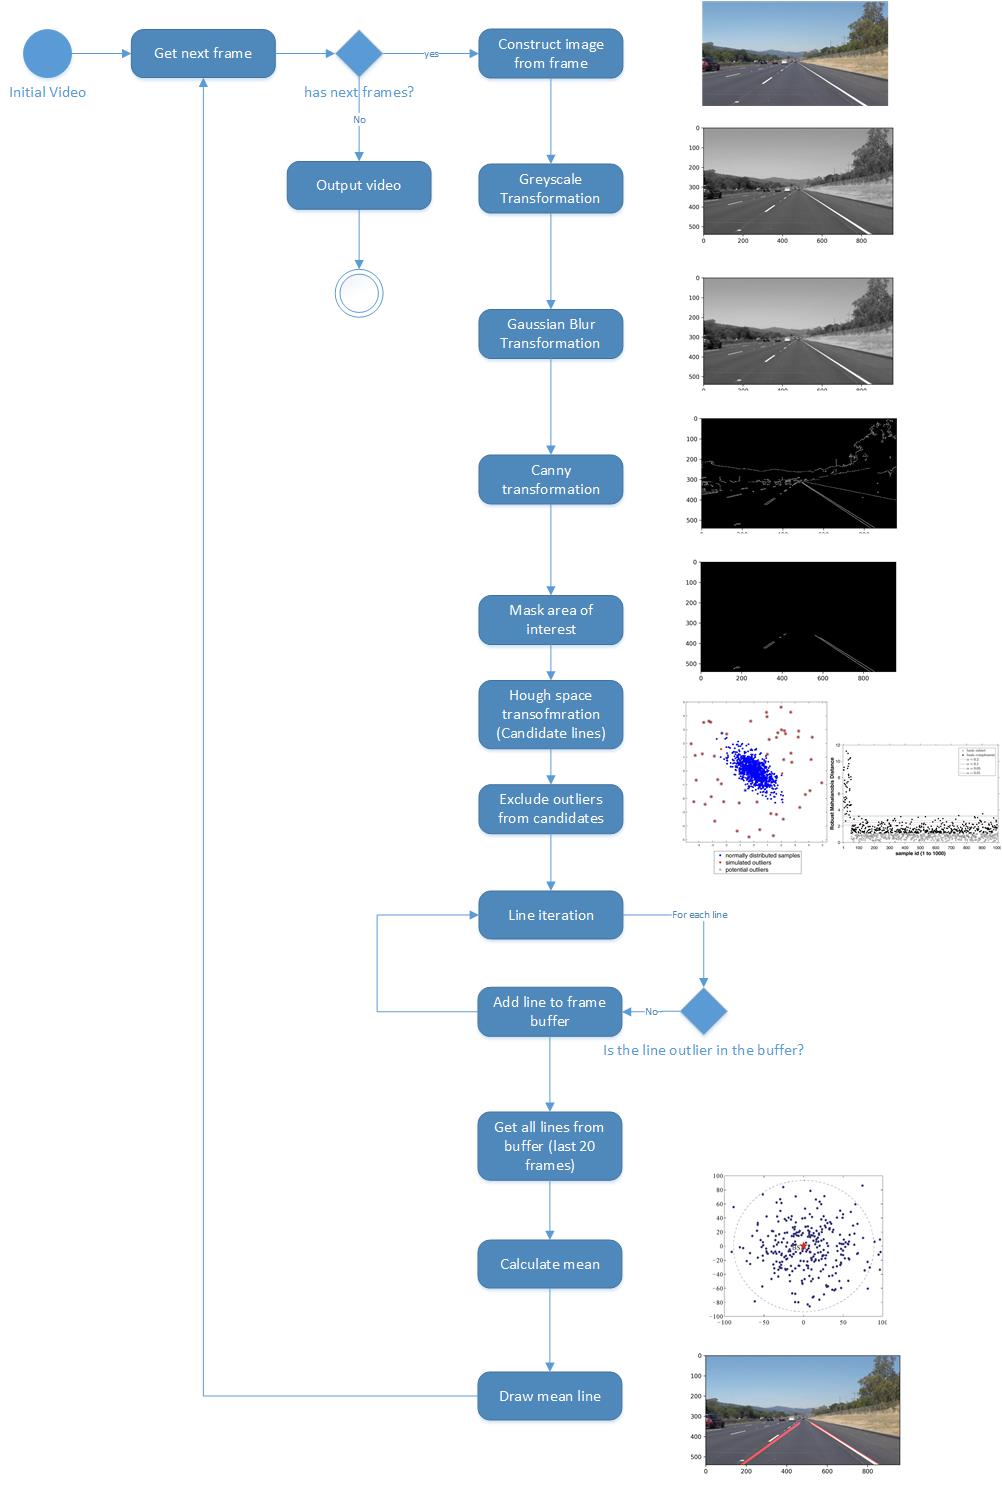 Initial Video
Get next frame
has next frames?
yes
No
Output video
Construct image
from frame
Greyscale
Transformation
0
100
200
300
400
500
0
200
400
600
800
Gaussian Blur
Transformation
0
100
200
300
400
500
Canny
transformation
0
100
200
300
400
500
Mask area of
interest
0
100
200
300
400
500
0
200
400
600
800
Hough space
transofmration
(Candidate lines)
Exclude outliers
from candidates
normally distributed samples
simulated outliers
potential outliers
Robust Mahalanobis Distance
100
200
300
400
500
600
700
800
900
1000
sample id (1 to 1000)
Line iteration
For each line
Is the line outlier in the buffer?
No
Add line to frame
buffer
Get all lines from
buffer (last 20
frames)
Calculate mean
100
80
60
40
20
0
−20
−40
−60
−80
−100
−100
−50
0
50
100
Draw mean line
0
100
200
300
400
500
0
200
400
600
800